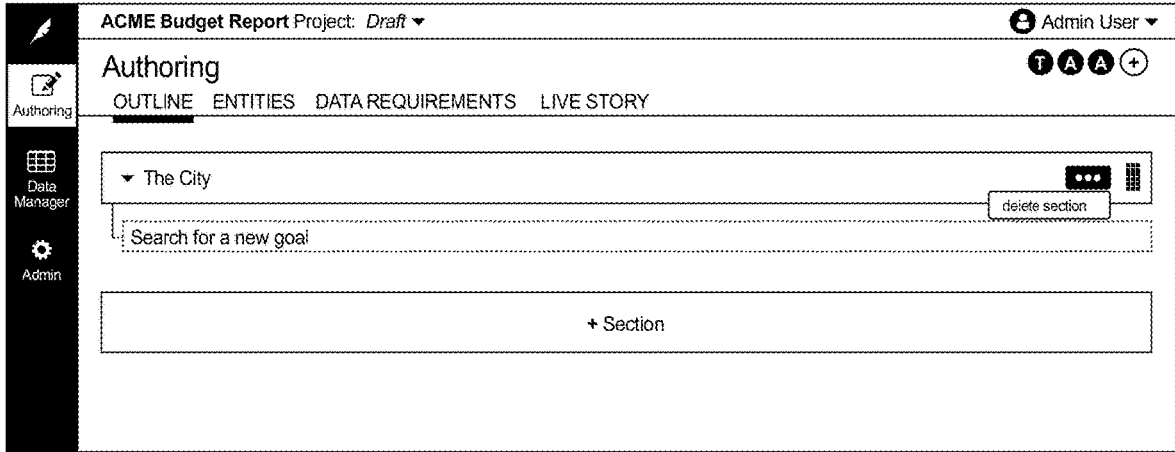 ACME Budget Report Project: Draft
Admin User
Authoring
T A A +
OUTLINE ENTITIES DATA REQUIREMENTS LIVE STORY
Authoring
Data
Manager
Admin
The City
delete section
Search for a new goal
+ Section